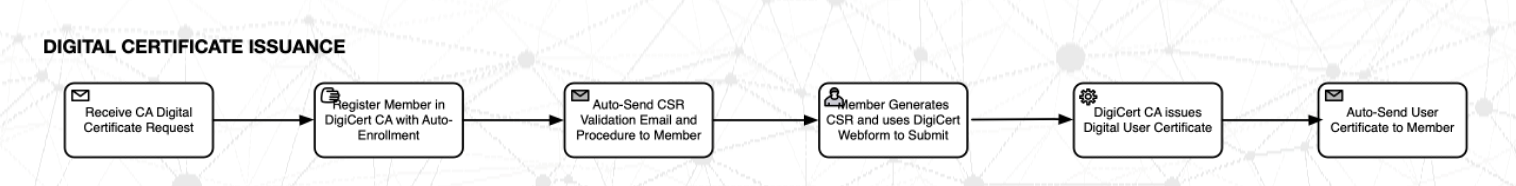 DIGITAL CERTIFICATE ISSUANCE
Receive CA Digital
Certificate Request
Register Member in
DigiCert CA with Auto-
Enrollment
Auto-Send CSR
Validation Email and
Procedure to Member
Member Generates
CSR and uses DigiCert
Webform to Submit
DigiCert CA issues
Digital User Certificate
Auto-Send User
Certificate to Member